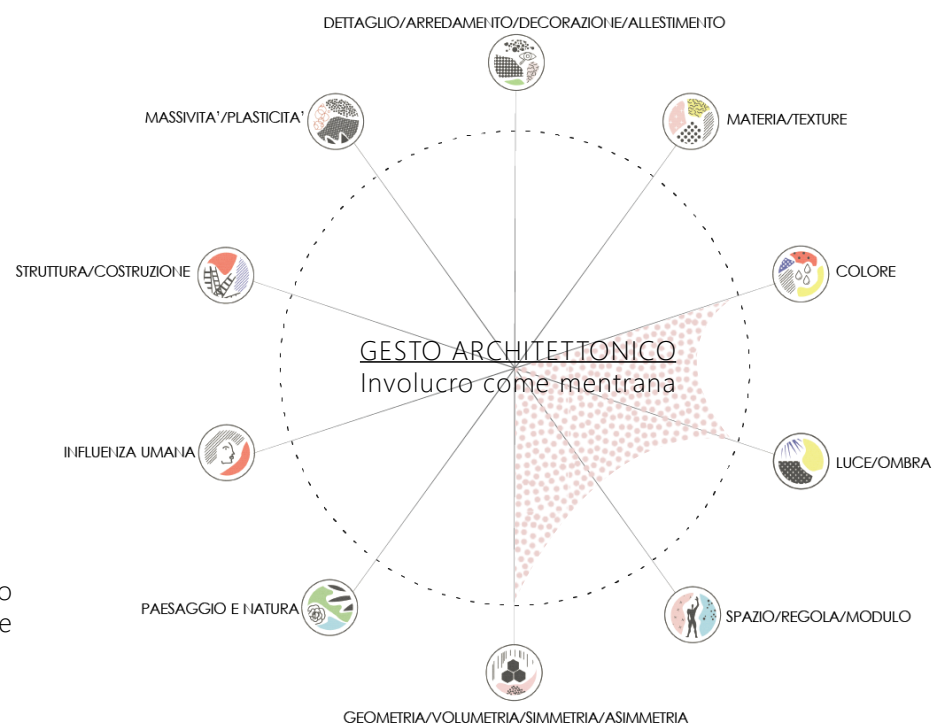 DETTAGLIO/ARREDAMENTO/DECORAZIONE/ALLESTIMENTO
MASSIVITA'/PLASTICITA'
MATERIA/TEXTURE
STRUTTURA/COSTRUZIONE
COLORE
GESTO ARCHITETTONICO
Involucro come mentrana
INFLUENZA UMANA
LUCE/OMBRA
o
e
PAESAGGIO E NATURA
SPAZIO/REGOLA/MODULO
GEOMETRIA/VOLUMETRIA/SIMMETRIA/ASIMMETRIA